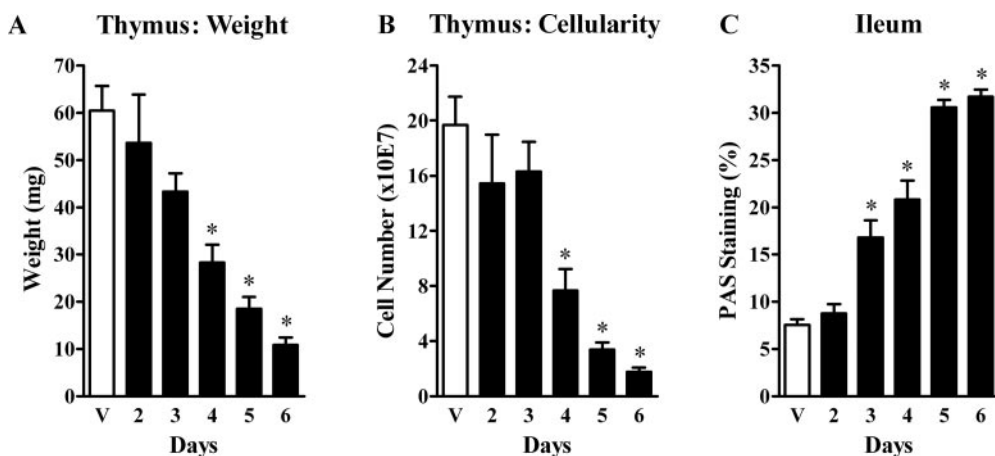 A Thymus: Weight
Weight (mg)
70
60
50
40
30
20
10
0
* * *
V 2 3 4 5 6
Days
B Thymus: Cellularity
Cell Number (x10E7)
24
20
16
12
8
4
0
* * *
V 2 3 4 5 6
Days
C Ileum
PAS Staining (%)
35
30
25
20
15
10
5
0
* * * *
V 2 3 4 5 6
Days